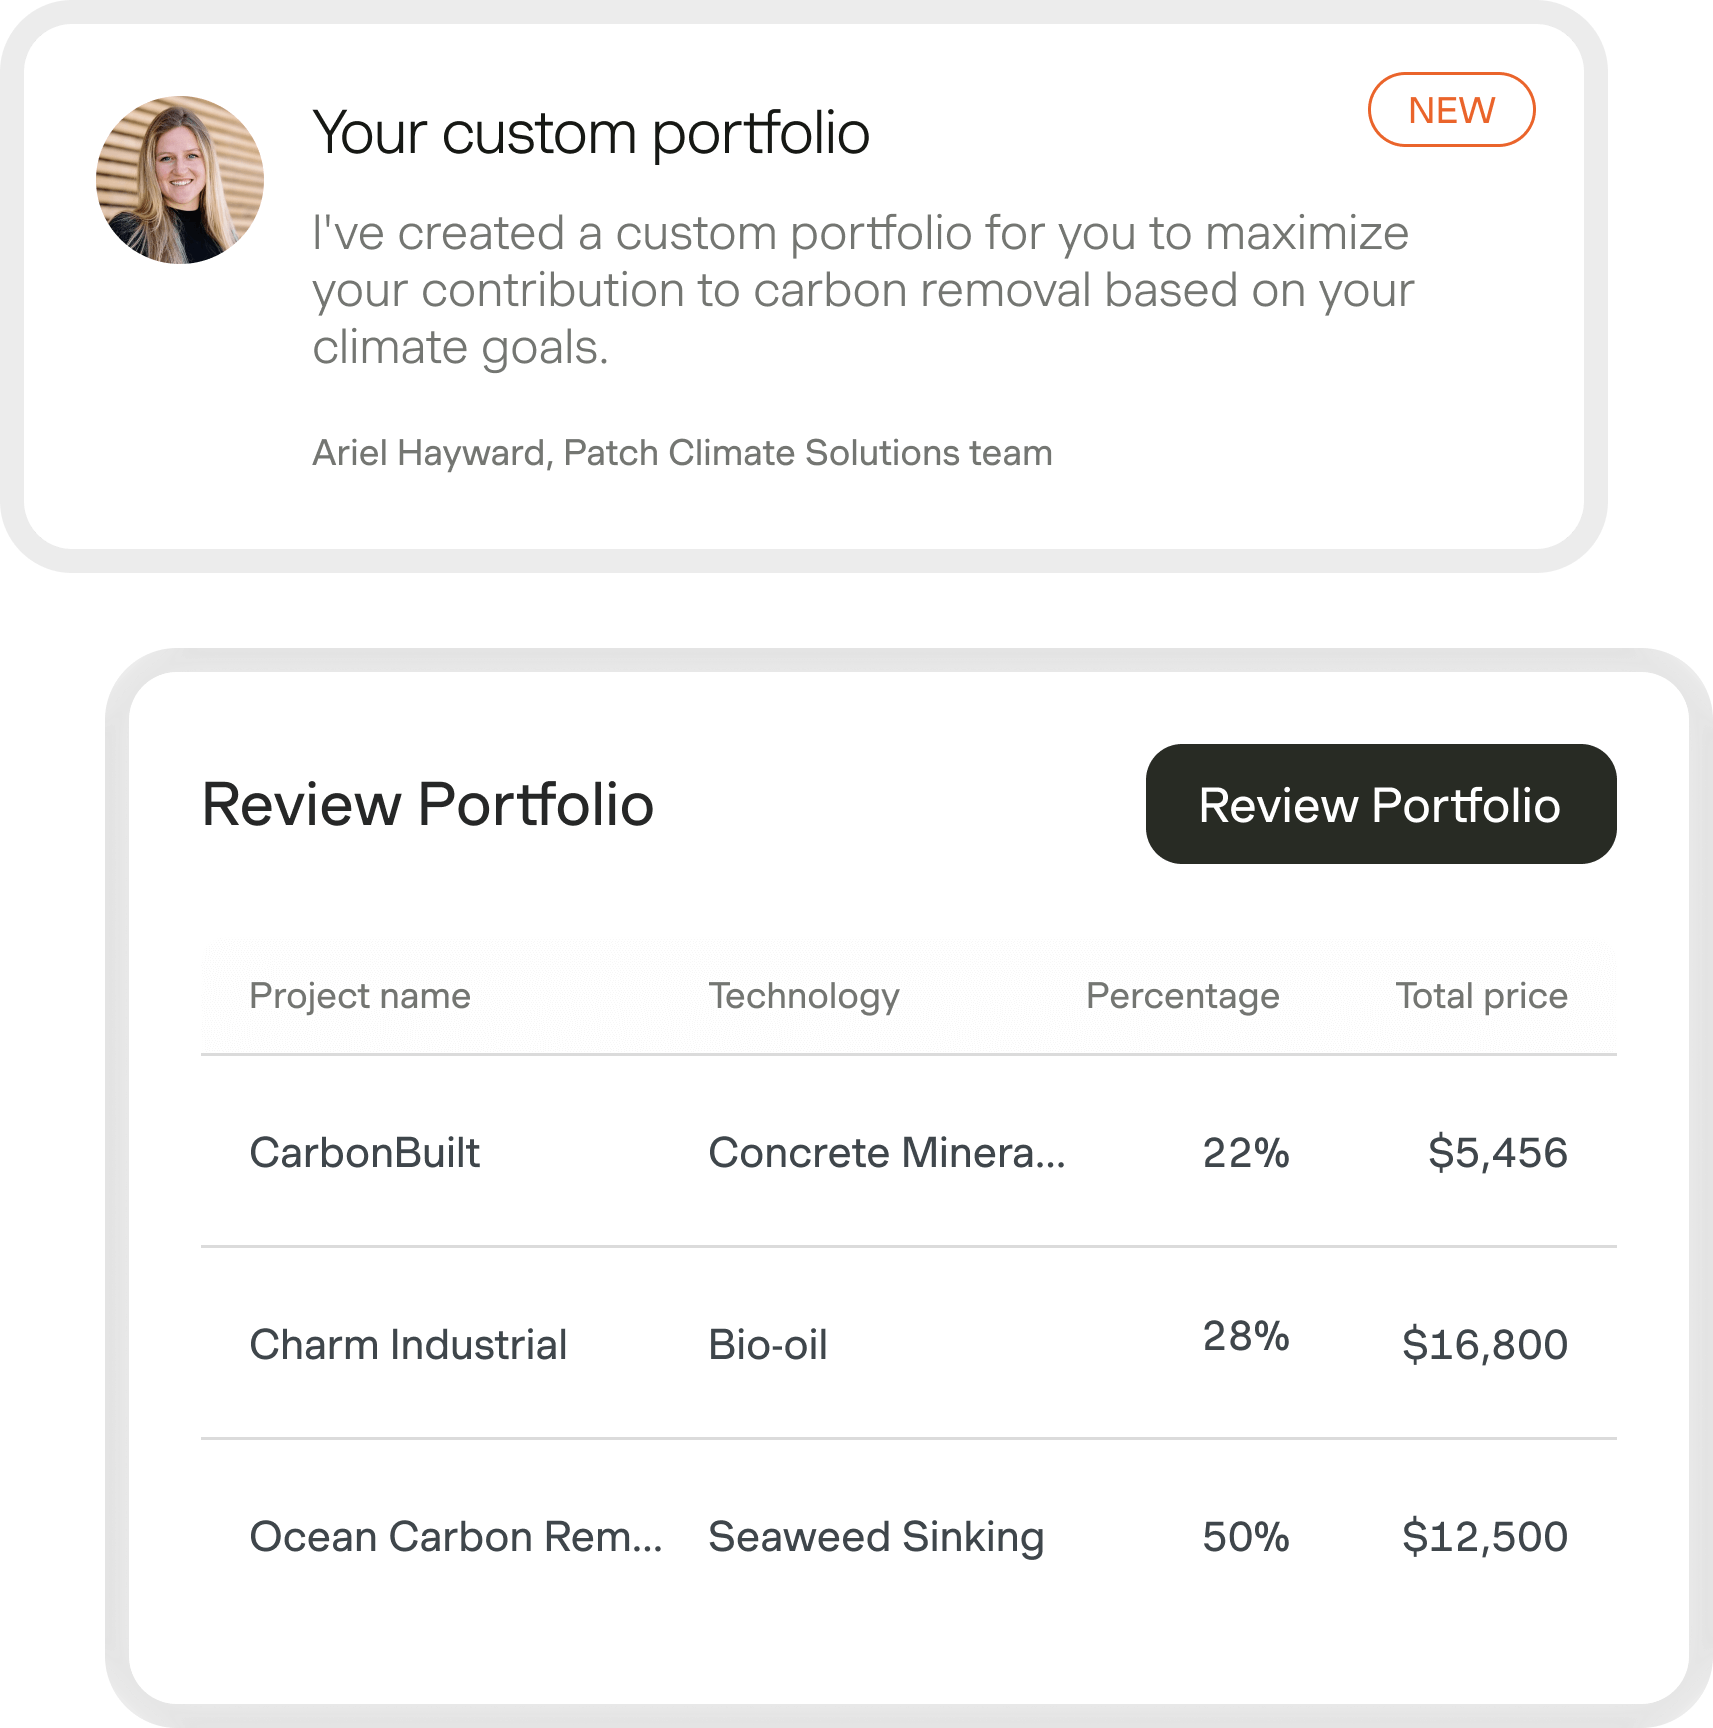 Your custom portfolio
NEW
I've created a custom portfolio for you to maximize
your contribution to carbon removal based on your
climate goals.
Ariel Hayward, Patch Climate Solutions team
Review Portfolio
Review Portfolio
Project name Technology Percentage Total price
CarbonBuilt Concrete Minera... 22% $5,456
Charm Industrial Bio-oil 28% $16,800
Ocean Carbon Rem... Seaweed Sinking 50% $12,500